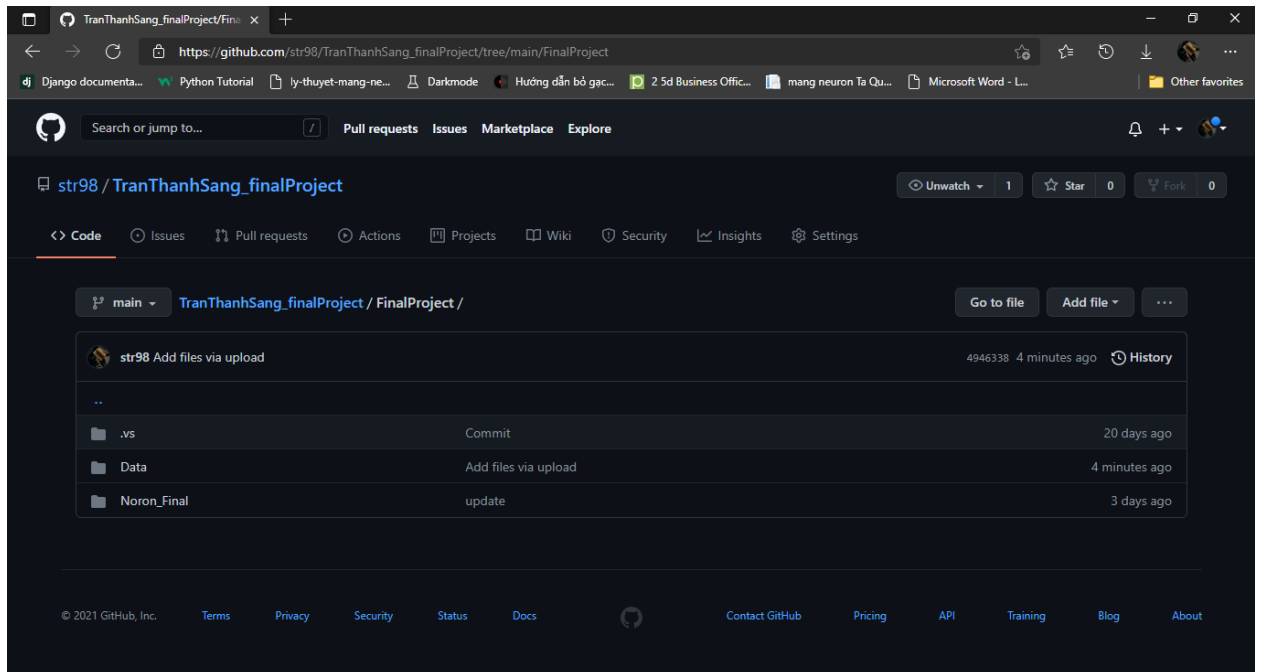 TranThanhSang_finalProject/Fina
https://github.com/str98/TranThanhSang_finalProject/tree/main/FinalProject
dj Django documenta... Python Tutorial ly-thuyet-mang-ne... Darkmode Hướng dẫn bỏ gạc... 2 5d Business Offic... mang neuron Ta Qu... Microsoft Word - L... Other favorites
Search or jump to... / Pull requests Issues Marketplace Explore
str98 / TranThanhSang_finalProject Unwatch 1 Star 0 Fork 0
<> Code Issues Pull requests Actions Projects Wiki Security Insights Settings
main TranThanhSang_finalProject / FinalProject / Go to file Add file ...
str98 Add files via upload 4946338 4 minutes ago History
..
.vs Commit 20 days ago
Data Add files via upload 4 minutes ago
Noron_Final update 3 days ago
© 2021 GitHub, Inc. Terms Privacy Security Status Docs Contact GitHub Pricing API Training Blog About